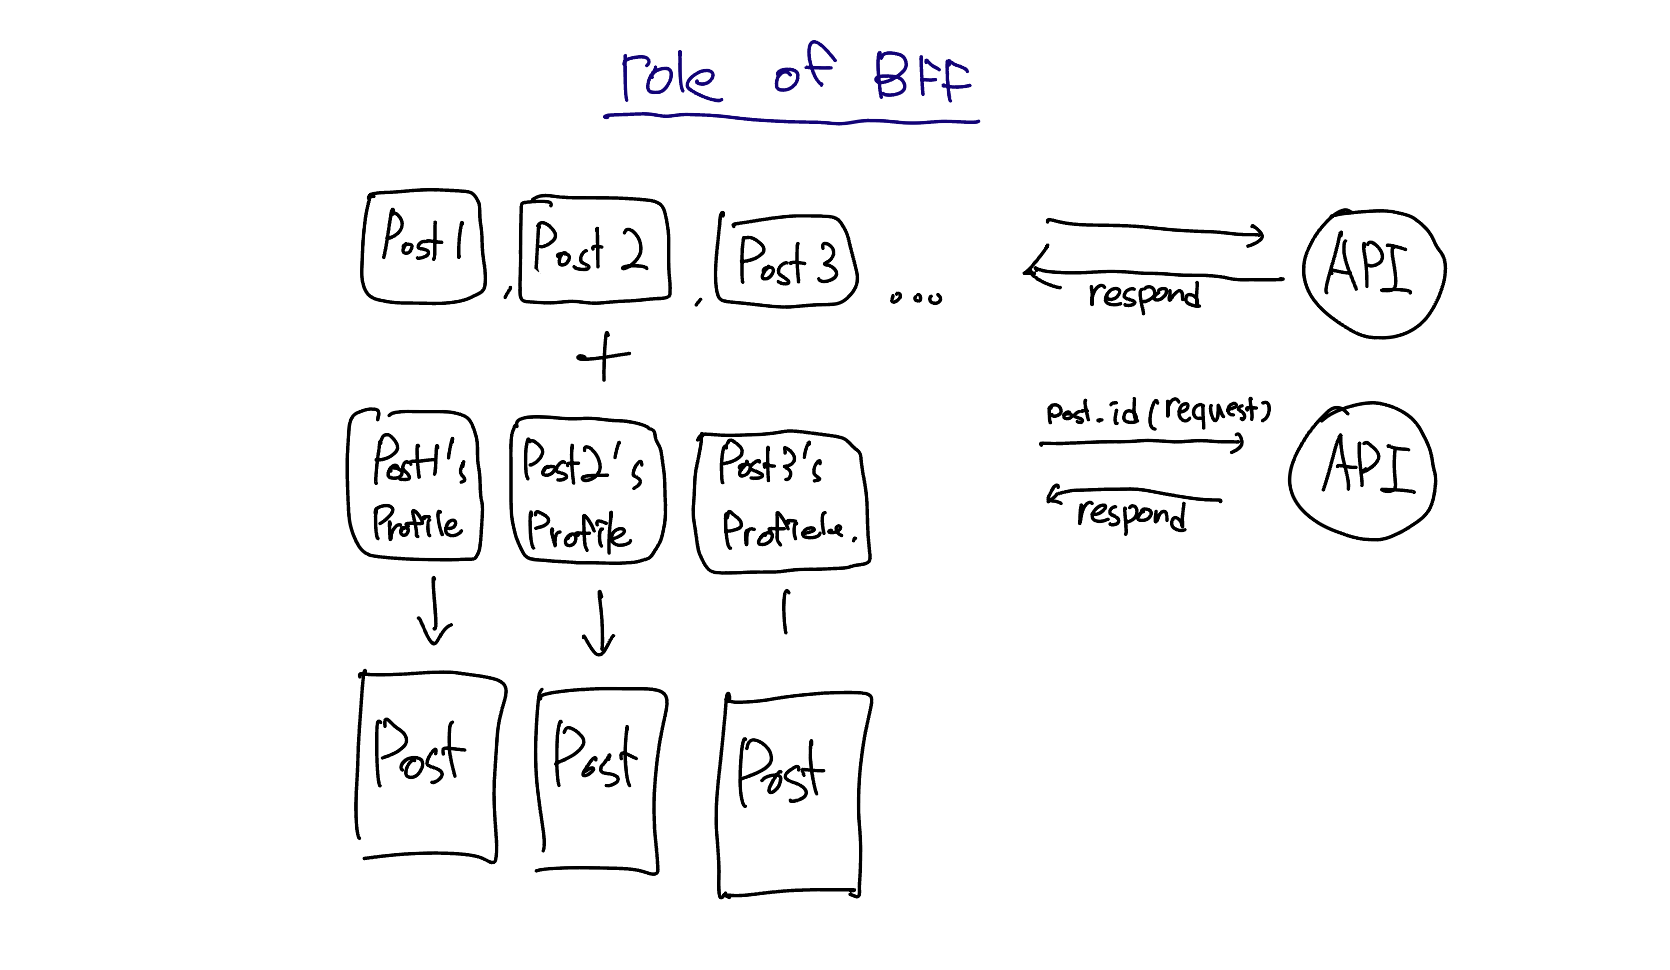 role of BFF
Post 1 , Post 2 , Post 3 ...
API
respond
+
post.id (request)
API
Post1's Profile
Post2's Profile
Post3's
respond
Post
Post
Post